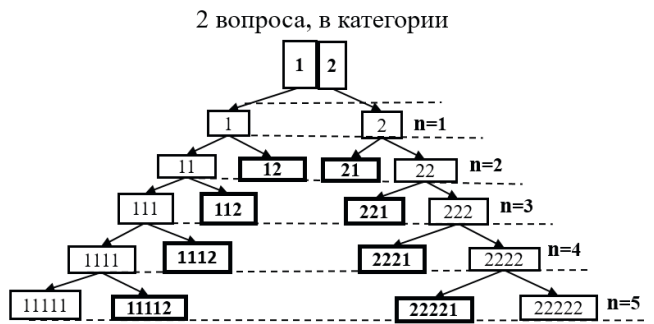 2 вопроса, в категории
1 2
1 2 n=1
11 12 21 22 n=2
111 112 221 222 n=3
1111 1112 2221 2222 n=4
11111 11112 22221 22222 n=5